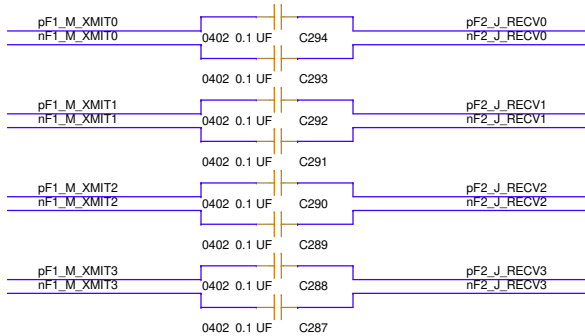 pF1_M_XMIT0 pF2_J_RECV0
nF1_M_XMIT0 0402 0.1 UF C294 nF2_J_RECV0
0402 0.1 UF C293
pF1_M_XMIT1 pF2_J_RECV1
nF1_M_XMIT1 0402 0.1 UF C292 nF2_J_RECV1
0402 0.1 UF C291
pF1_M_XMIT2 pF2_J_RECV2
nF1_M_XMIT2 0402 0.1 UF C290 nF2_J_RECV2
0402 0.1 UF C289
pF1_M_XMIT3 pF2_J_RECV3
nF1_M_XMIT3 0402 0.1 UF C288 nF2_J_RECV3
0402 0.1 UF C287